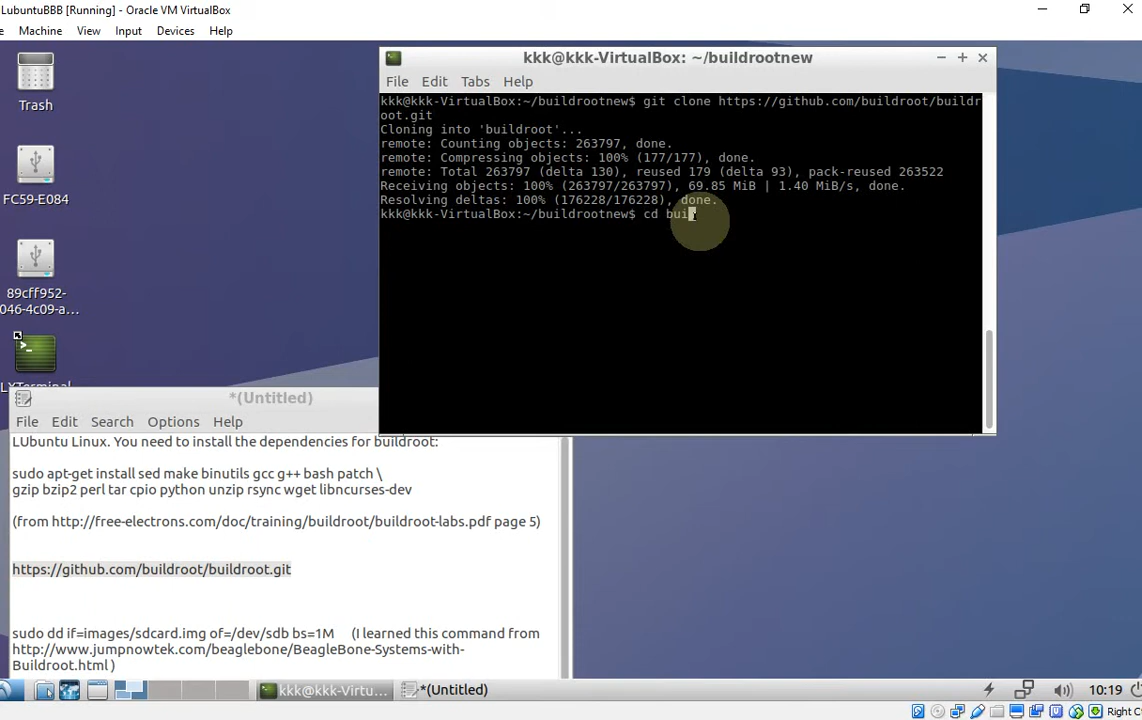 LubuntuBBB [Running] - Oracle VM VirtualBox
Machine View Input Devices Help
Trash
FC59-E084
89cff952-
046-4c09-a...
LXTerminal
kkk@kkk-VirtualBox: ~/buildrootnew
File Edit Tabs Help
kkk@kkk-VirtualBox:~/buildrootnew$ git clone https://github.com/buildroot/buildr
oot.git
Cloning into 'buildroot'...
remote: Counting objects: 263797, done.
remote: Compressing objects: 100% (177/177), done.
remote: Total 263797 (delta 130), reused 179 (delta 93), pack-reused 263522
Receiving objects: 100% (263797/263797), 69.85 MiB | 1.40 MiB/s, done.
Resolving deltas: 100% (176228/176228), done.
kkk@kkk-VirtualBox:~/buildrootnew$ cd bui
*(Untitled)
File Edit Search Options Help
LUbuntu Linux. You need to install the dependencies for buildroot:
sudo apt-get install sed make binutils gcc g++ bash patch \
gzip bzip2 perl tar cpio python unzip rsync wget libncurses-dev
(from http://free-electrons.com/doc/training/buildroot/buildroot-labs.pdf page 5)
https://github.com/buildroot/buildroot.git
sudo dd if=images/sdcard.img of=/dev/sdb bs=1M (I learned this command from
http://www.jumpnowtek.com/beaglebone/BeagleBone-Systems-with-
Buildroot.html )
kkk@kkk-Virtu... *(Untitled) 10:19
Right C